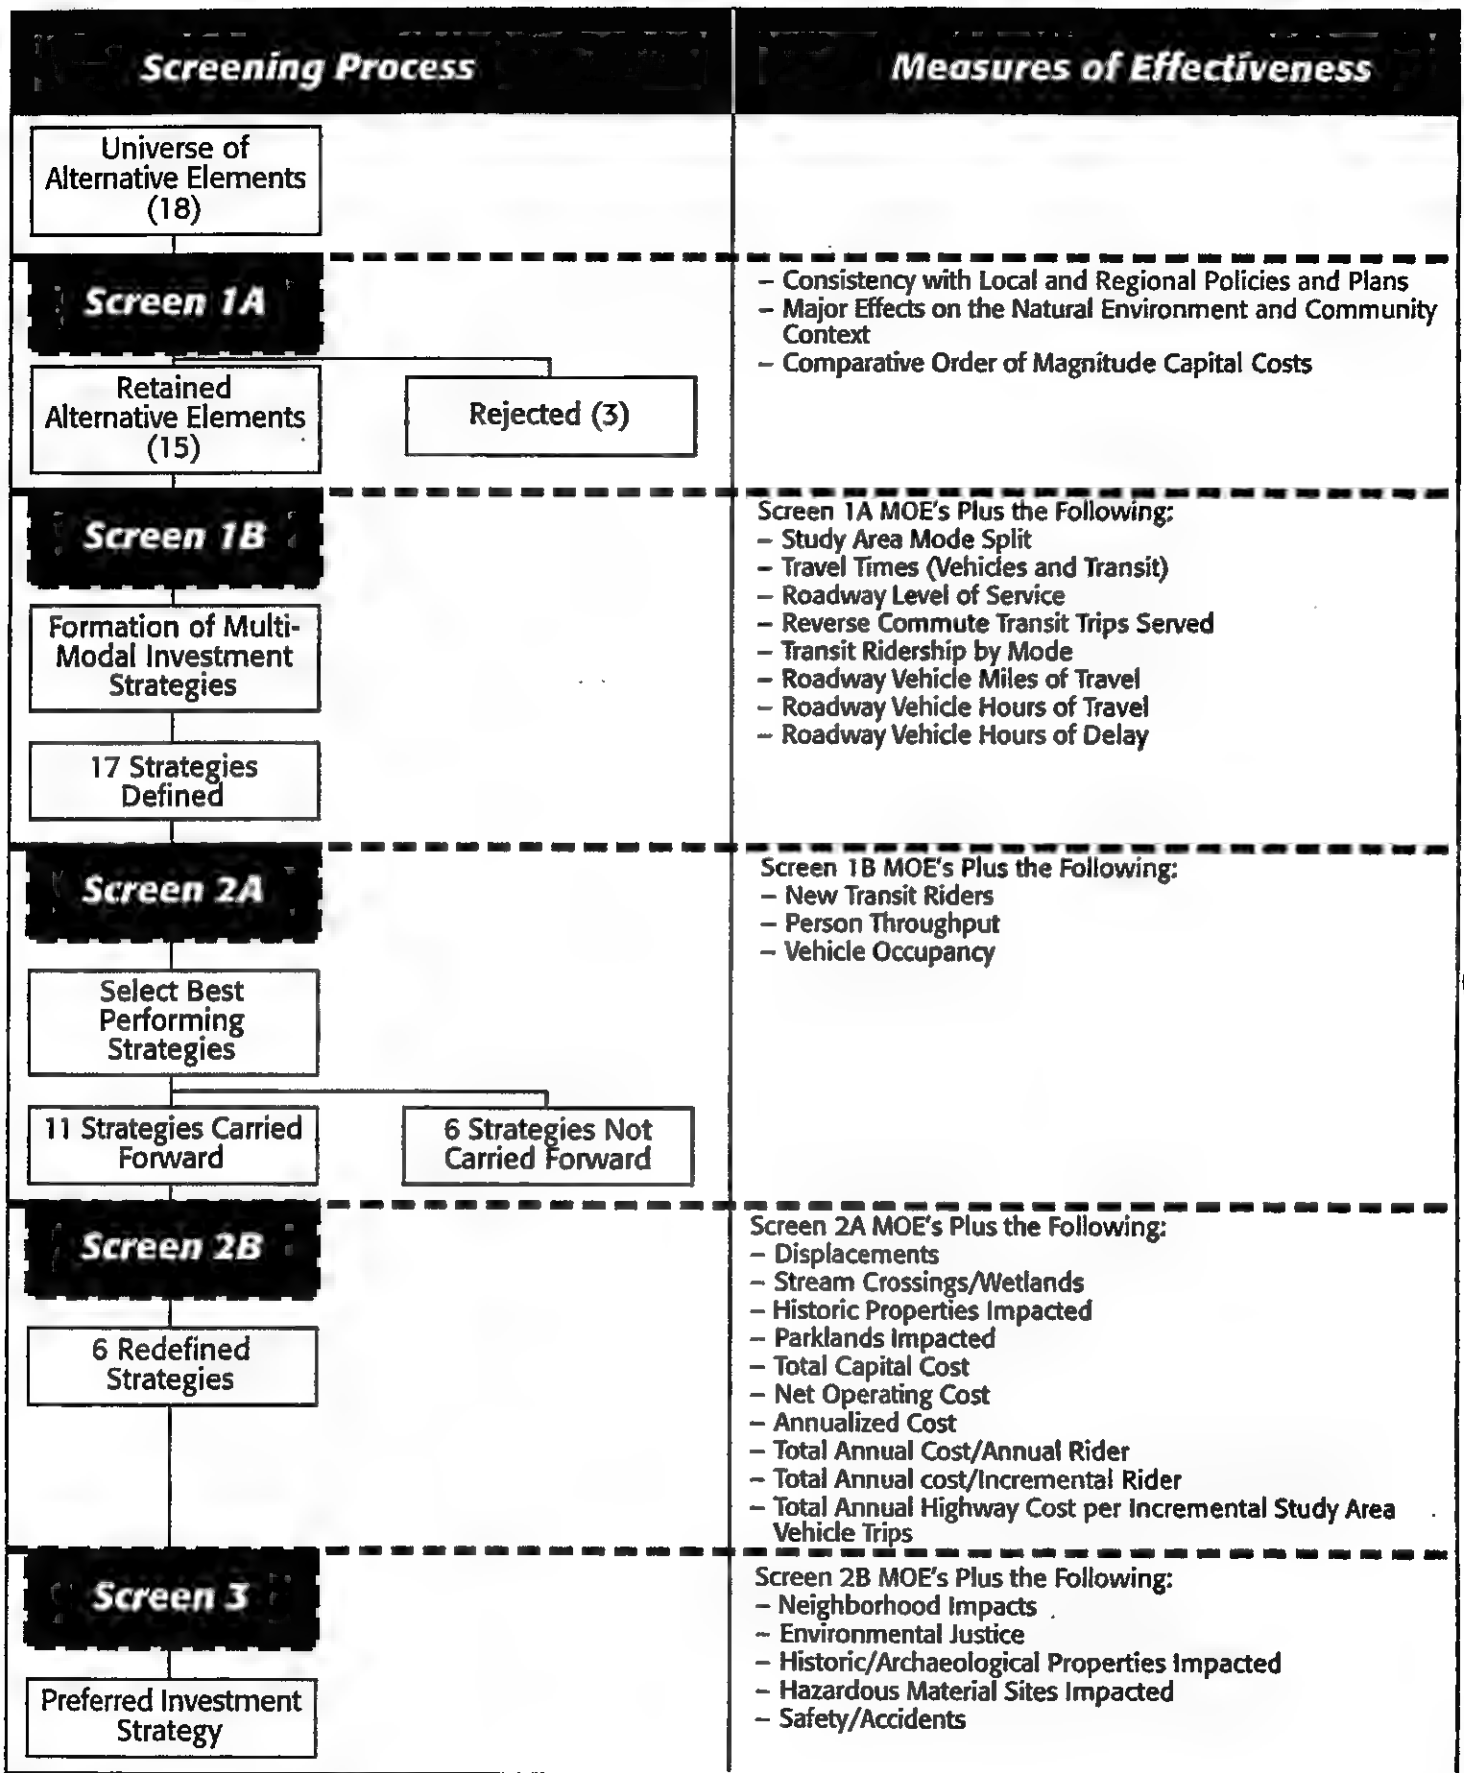 Screening Process
Measures of Effectiveness
Universe of
Alternative Elements
(18)
Screen 1A
– Consistency with Local and Regional Policies and Plans
– Major Effects on the Natural Environment and Community
Context
– Comparative Order of Magnitude Capital Costs
Retained
Alternative Elements
(15)
Rejected (3)
Screen 1B
Screen 1A MOE's Plus the Following:
– Study Area Mode Split
– Travel Times (Vehicles and Transit)
– Roadway Level of Service
– Reverse Commute Transit Trips Served
– Transit Ridership by Mode
– Roadway Vehicle Miles of Travel
– Roadway Vehicle Hours of Travel
– Roadway Vehicle Hours of Delay
Formation of Multi-
Modal Investment
Strategies
17 Strategies
Defined
Screen 2A
Screen 1B MOE's Plus the Following:
– New Transit Riders
– Person Throughput
– Vehicle Occupancy
Select Best
Performing
Strategies
11 Strategies Carried
Forward
6 Strategies Not
Carried Forward
Screen 2B
Screen 2A MOE's Plus the Following:
– Displacements
– Stream Crossings/Wetlands
– Historic Properties Impacted
– Parklands Impacted
– Total Capital Cost
– Net Operating Cost
– Annualized Cost
– Total Annual Cost/Annual Rider
– Total Annual cost/Incremental Rider
– Total Annual Highway Cost per Incremental Study Area
Vehicle Trips
6 Redefined
Strategies
Screen 3
Screen 2B MOE's Plus the Following:
– Neighborhood Impacts
– Environmental Justice
– Historic/Archaeological Properties Impacted
– Hazardous Material Sites Impacted
– Safety/Accidents
Preferred Investment
Strategy